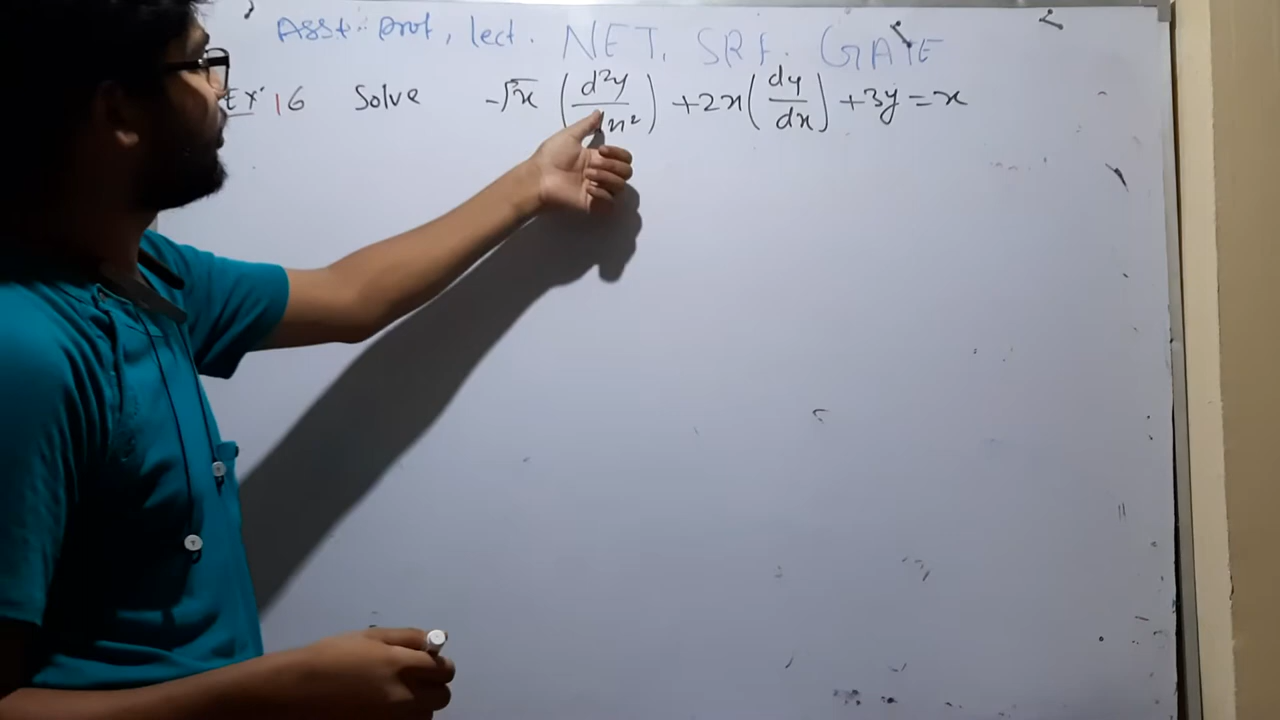 Asst. prof, lect. NET, SRF. GATE
Ex. 16 Solve √x (d²y/dx²) + 2x (dy/dx) + 3y = x